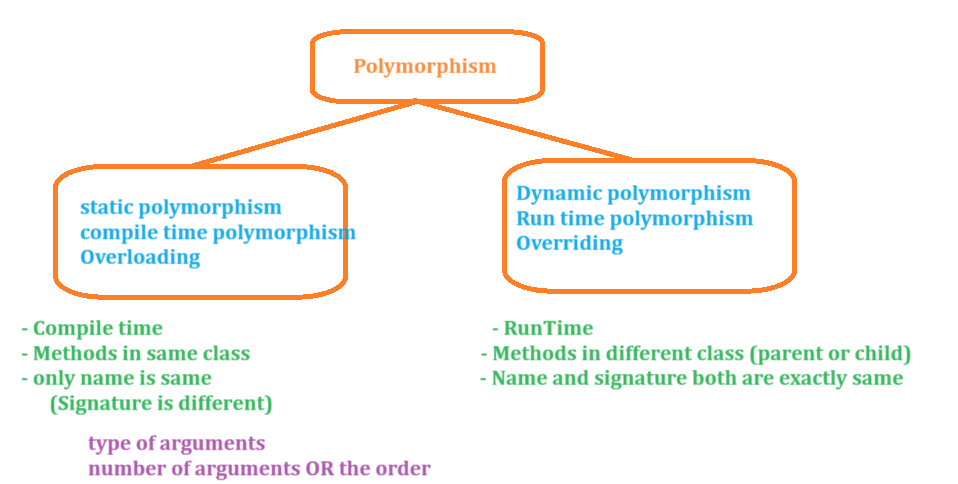 Polymorphism
static polymorphism
compile time polymorphism
Overloading
Dynamic polymorphism
Run time polymorphism
Overriding
- Compile time
- Methods in same class
- only name is same
(Signature is different)
type of arguments
number of arguments OR the order
- RunTime
- Methods in different class (parent or child)
- Name and signature both are exactly same